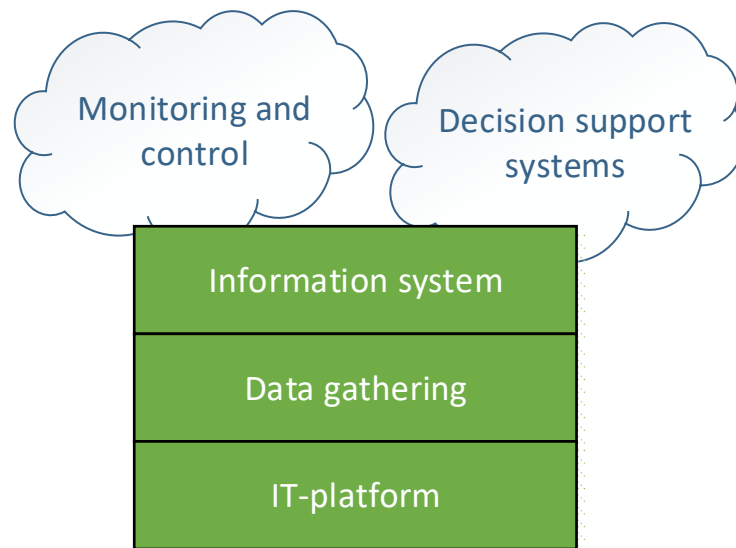 Monitoring and
control
Decision support
systems
Information system
Data gathering
IT-platform